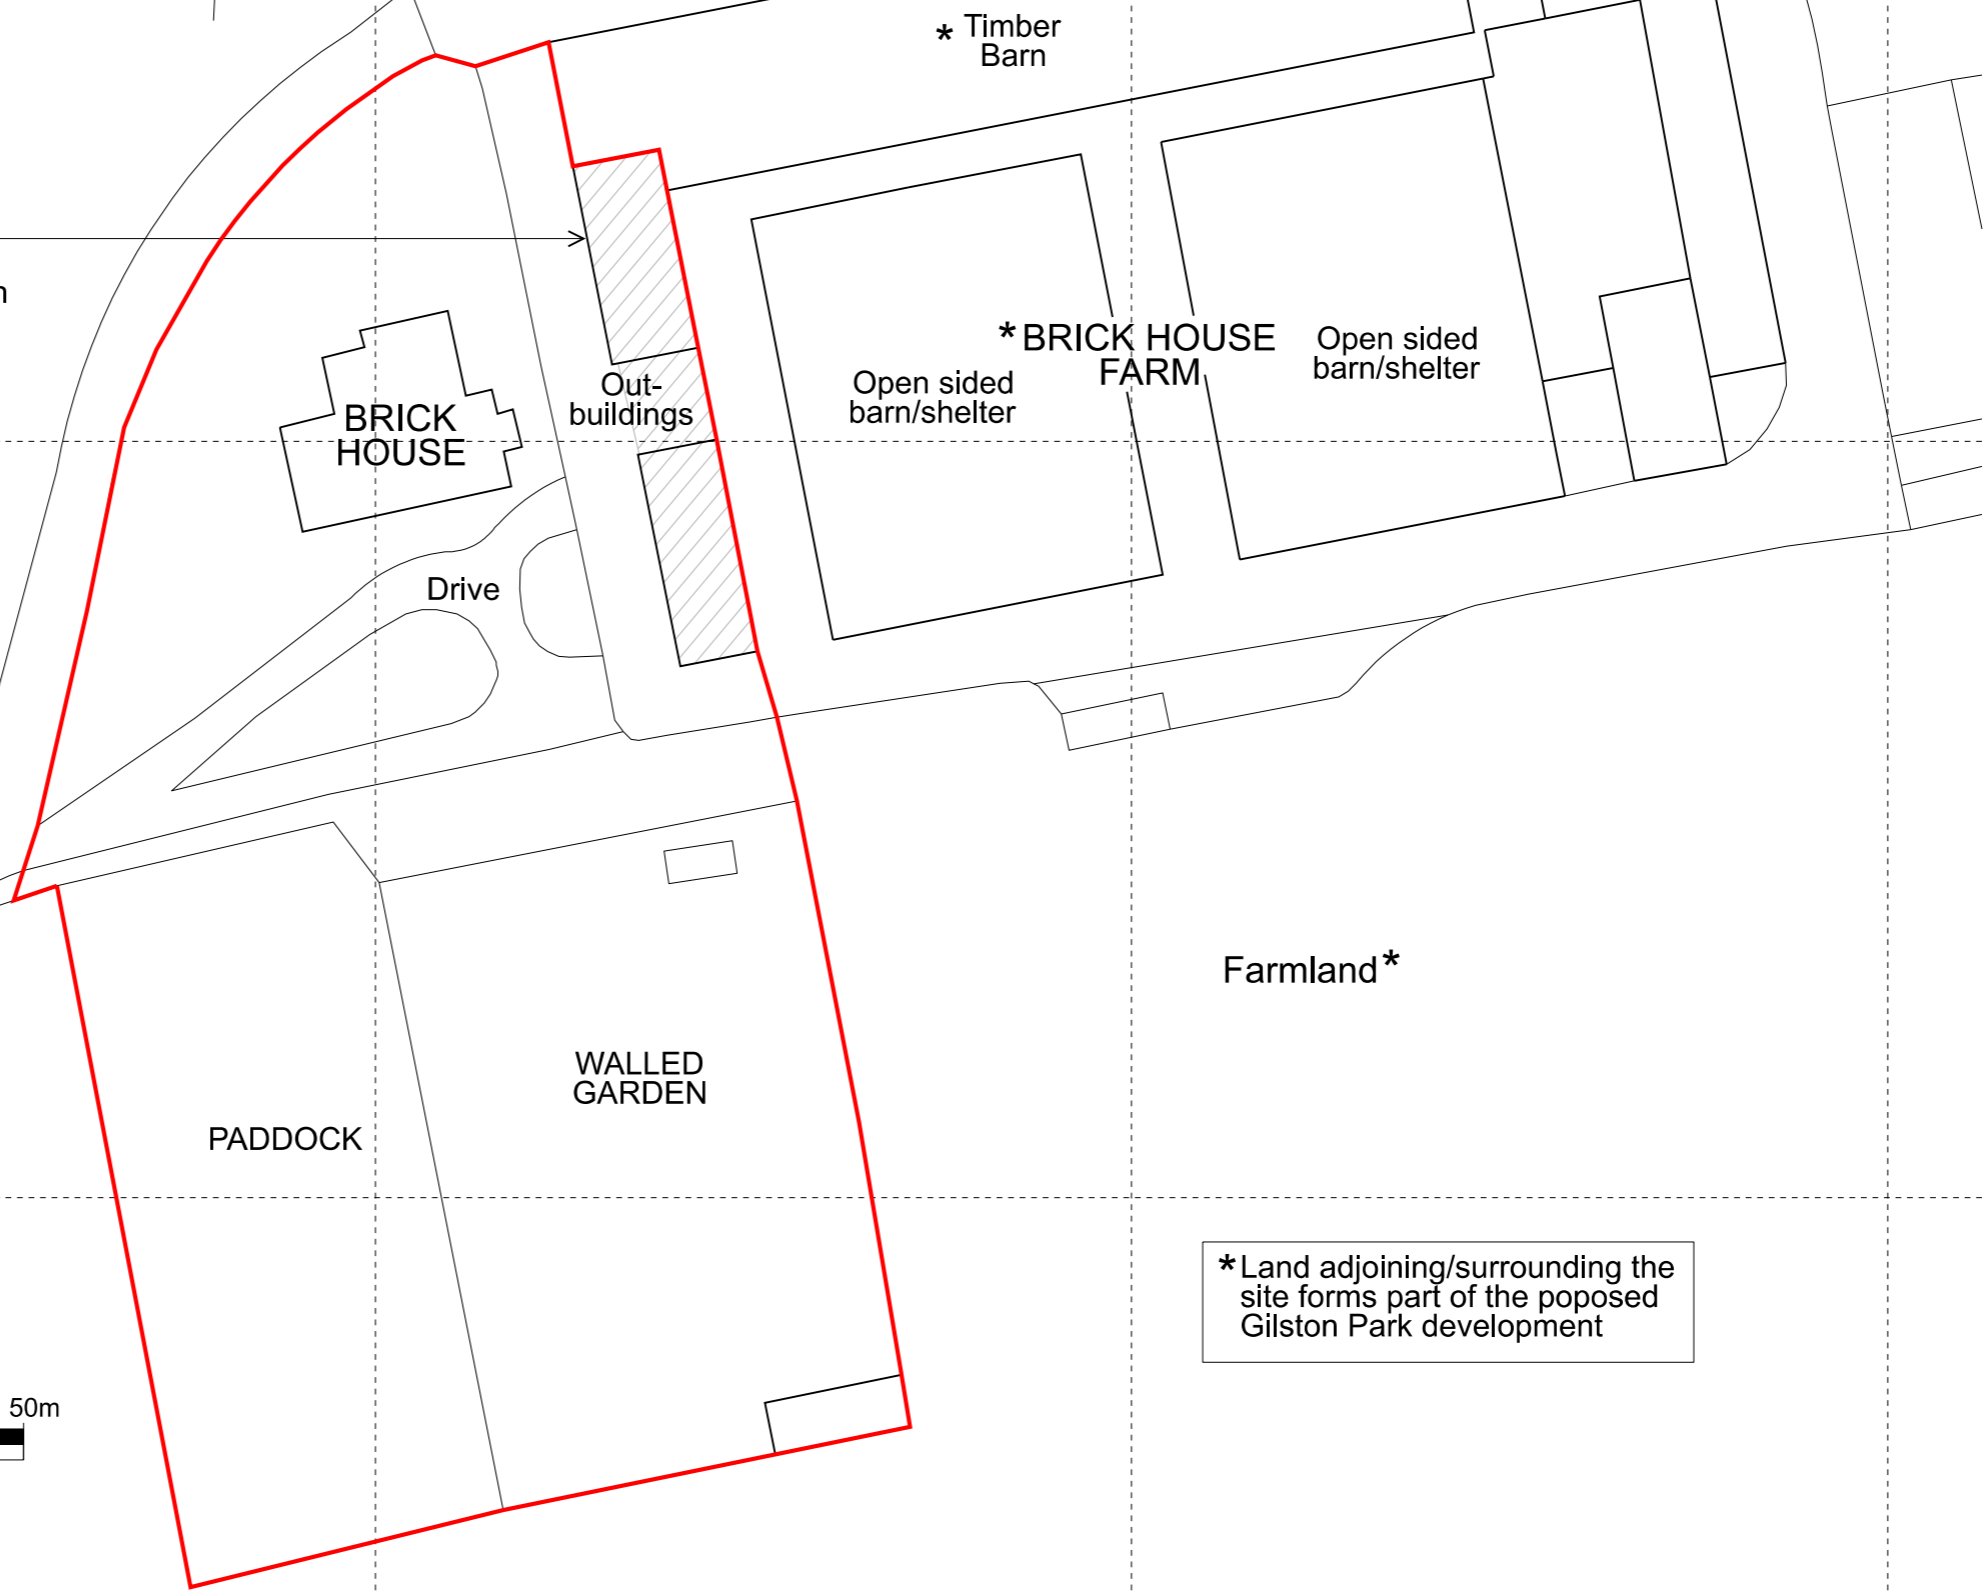 * Timber
Barn
n
*BRICK HOUSE
FARM
Open sided
barn/shelter
Open sided
barn/shelter
Out-
buildings
BRICK
HOUSE
Drive
Farmland*
WALLED
GARDEN
PADDOCK
*Land adjoining/surrounding the
site forms part of the poposed
Gilston Park development
50m